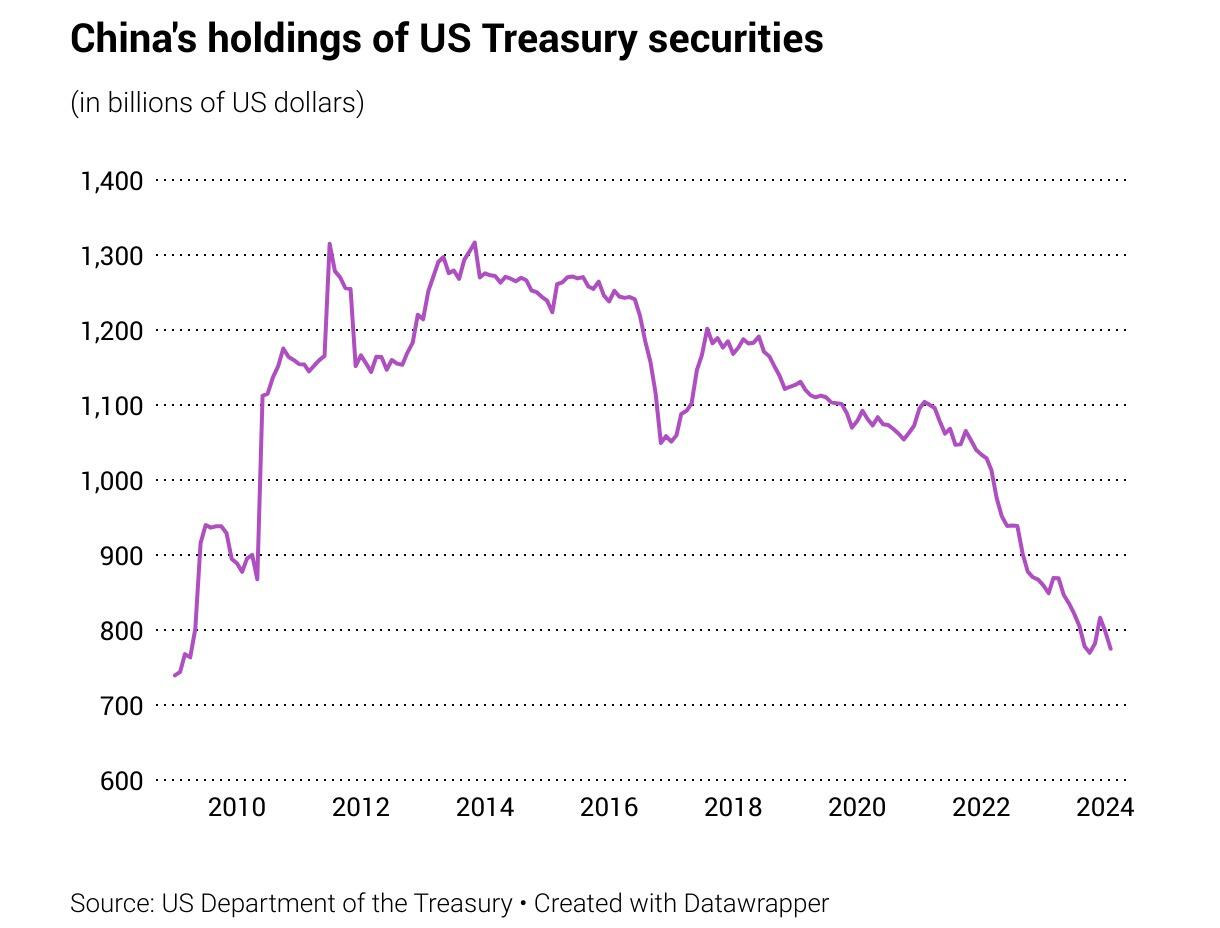 China's holdings of US Treasury securities
(in billions of US dollars)
1,400
1,300
1,200
1,100
1,000
900
800
700
600
2010 2012 2014 2016 2018 2020 2022 2024
Source: US Department of the Treasury • Created with Datawrapper